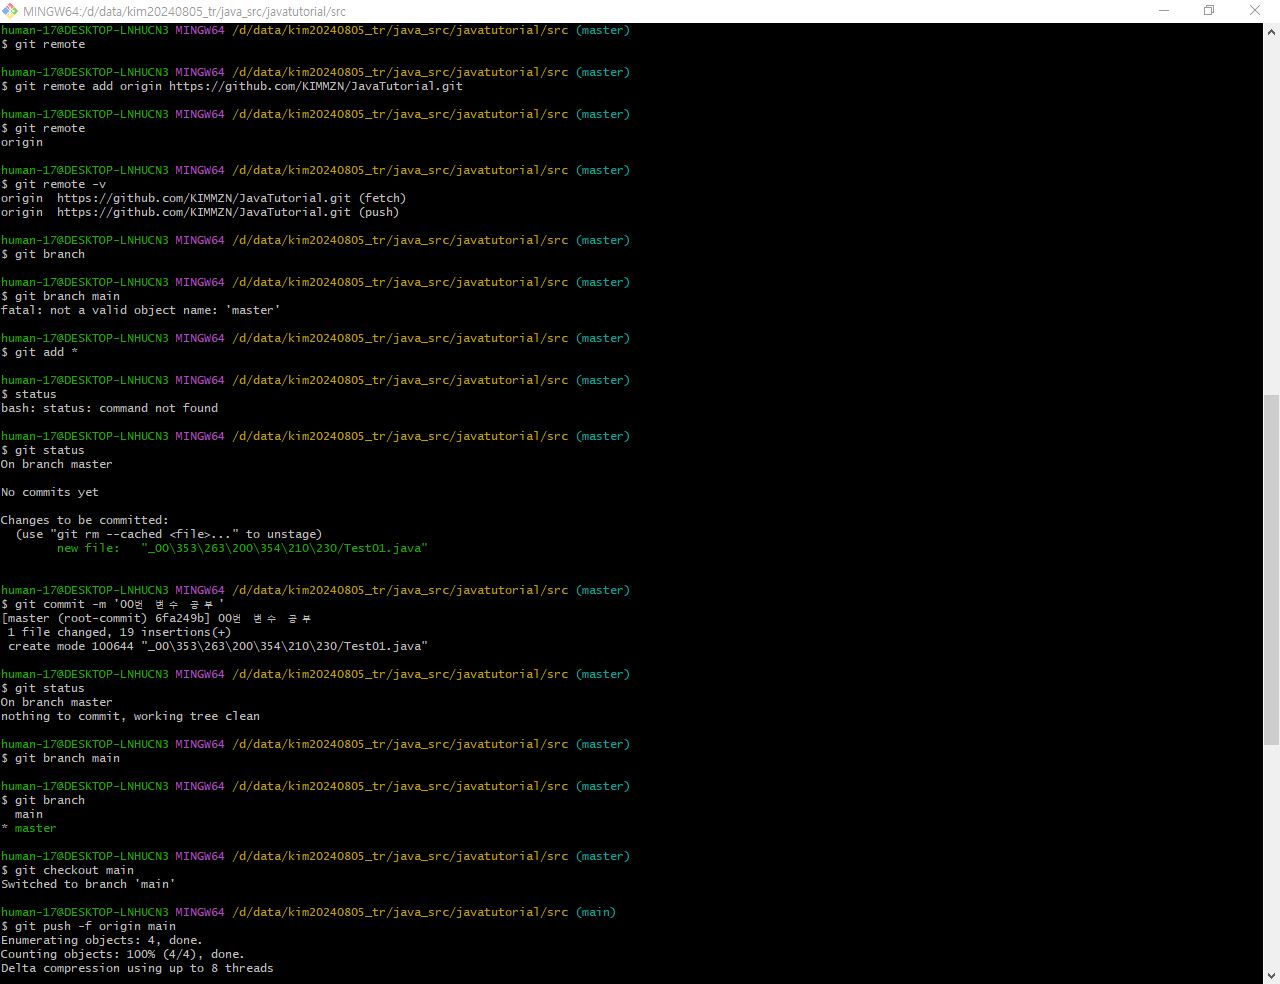 MINGW64:/d/data/kim20240805_tr/java_src/javatutorial/src
human-17@DESKTOP-LNHUCN3 MINGW64 /d/data/kim20240805_tr/java_src/javatutorial/src (master)
$ git remote
human-17@DESKTOP-LNHUCN3 MINGW64 /d/data/kim20240805_tr/java_src/javatutorial/src (master)
$ git remote add origin https://github.com/KIMMZN/JavaTutorial.git
human-17@DESKTOP-LNHUCN3 MINGW64 /d/data/kim20240805_tr/java_src/javatutorial/src (master)
$ git remote
origin
human-17@DESKTOP-LNHUCN3 MINGW64 /d/data/kim20240805_tr/java_src/javatutorial/src (master)
$ git remote -v
origin  https://github.com/KIMMZN/JavaTutorial.git (fetch)
origin  https://github.com/KIMMZN/JavaTutorial.git (push)
human-17@DESKTOP-LNHUCN3 MINGW64 /d/data/kim20240805_tr/java_src/javatutorial/src (master)
$ git branch
human-17@DESKTOP-LNHUCN3 MINGW64 /d/data/kim20240805_tr/java_src/javatutorial/src (master)
$ git branch main
fatal: not a valid object name: 'master'
human-17@DESKTOP-LNHUCN3 MINGW64 /d/data/kim20240805_tr/java_src/javatutorial/src (master)
$ git add *
human-17@DESKTOP-LNHUCN3 MINGW64 /d/data/kim20240805_tr/java_src/javatutorial/src (master)
$ status
bash: status: command not found
human-17@DESKTOP-LNHUCN3 MINGW64 /d/data/kim20240805_tr/java_src/javatutorial/src (master)
$ git status
On branch master
No commits yet
Changes to be committed:
  (use "git rm --cached <file>..." to unstage)
        new file:   "_00\353\263\200\354\210\230/Test01.java"
human-17@DESKTOP-LNHUCN3 MINGW64 /d/data/kim20240805_tr/java_src/javatutorial/src (master)
$ git commit -m '00번 변수 공부'
[master (root-commit) 6fa249b] 00번 변수 공부
 1 file changed, 19 insertions(+)
 create mode 100644 "_00\353\263\200\354\210\230/Test01.java"
human-17@DESKTOP-LNHUCN3 MINGW64 /d/data/kim20240805_tr/java_src/javatutorial/src (master)
$ git status
On branch master
nothing to commit, working tree clean
human-17@DESKTOP-LNHUCN3 MINGW64 /d/data/kim20240805_tr/java_src/javatutorial/src (master)
$ git branch main
human-17@DESKTOP-LNHUCN3 MINGW64 /d/data/kim20240805_tr/java_src/javatutorial/src (master)
$ git branch
  main
* master
human-17@DESKTOP-LNHUCN3 MINGW64 /d/data/kim20240805_tr/java_src/javatutorial/src (master)
$ git checkout main
Switched to branch 'main'
human-17@DESKTOP-LNHUCN3 MINGW64 /d/data/kim20240805_tr/java_src/javatutorial/src (main)
$ git push -f origin main
Enumerating objects: 4, done.
Counting objects: 100% (4/4), done.
Delta compression using up to 8 threads